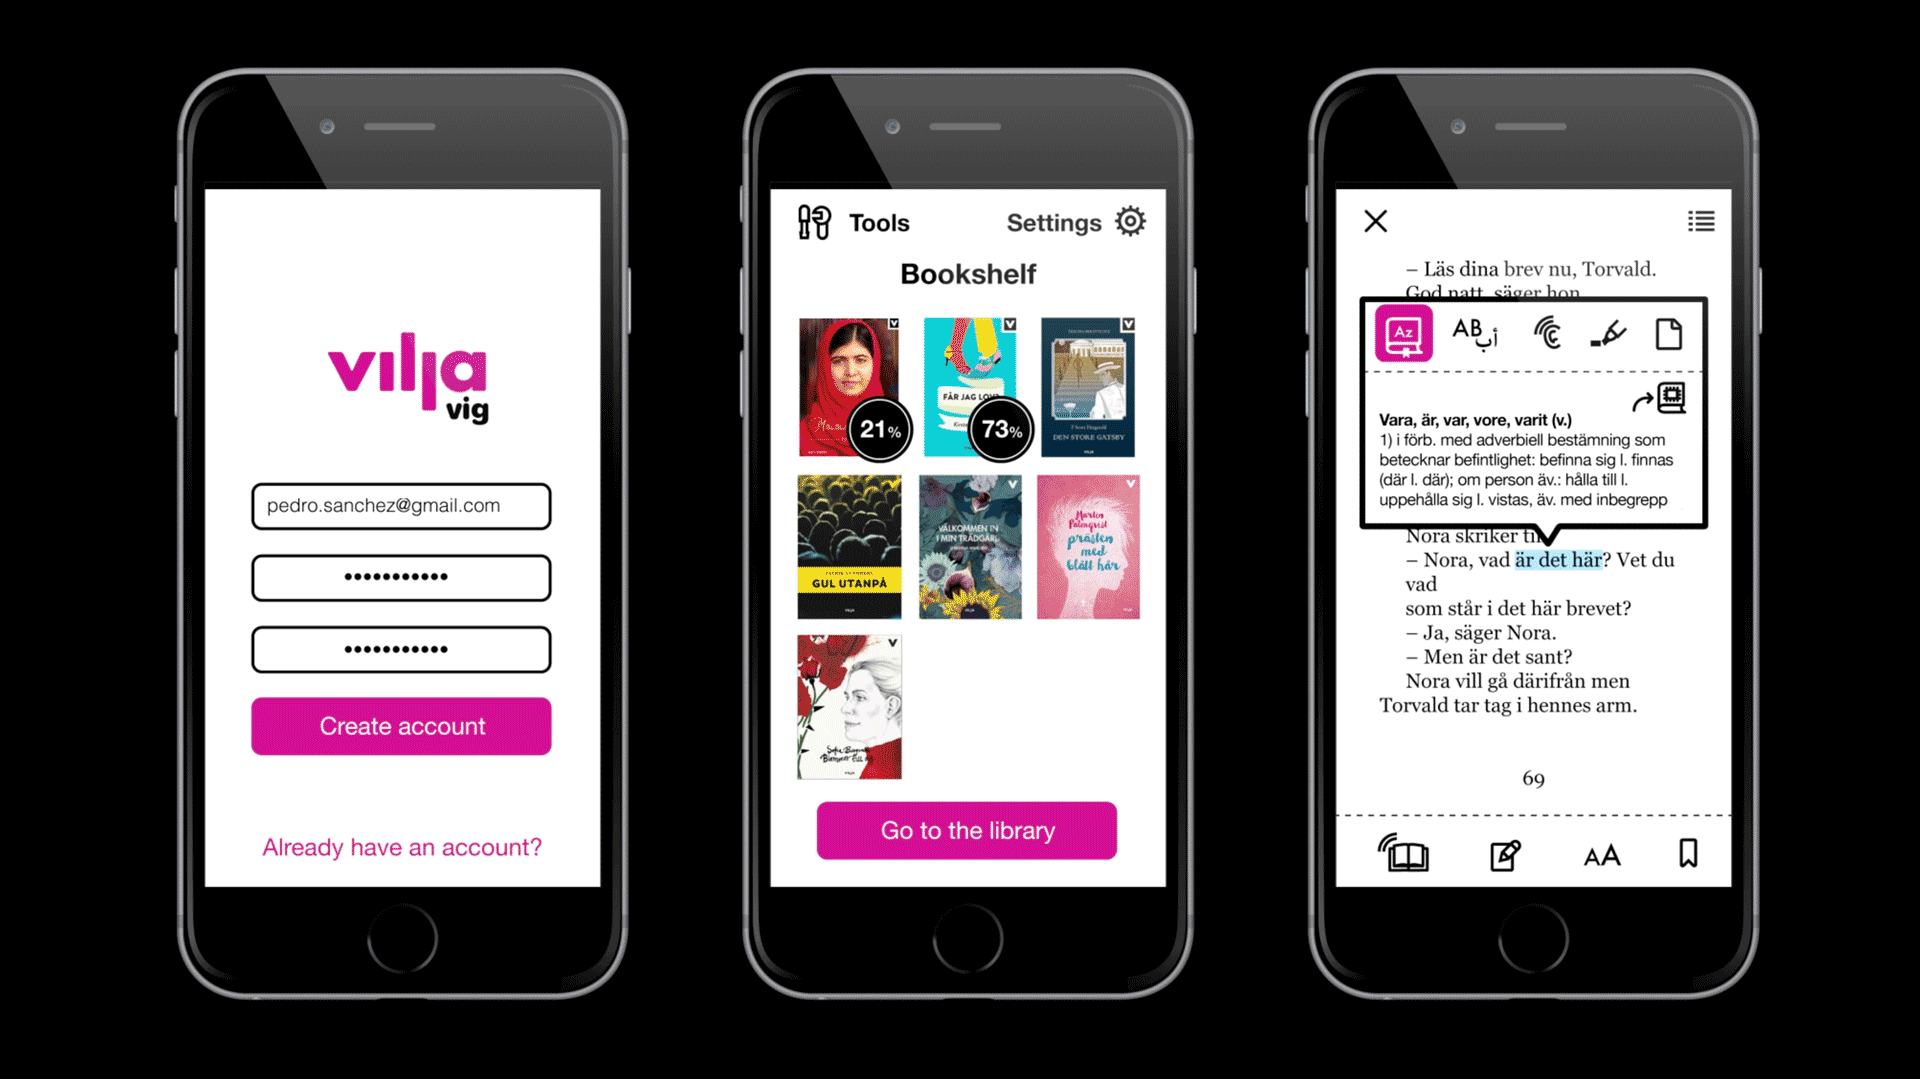 vilja
vig
pedro.sanchez@gmail.com
•••••••••••
•••••••••••
Create account
Already have an account?
Tools
Settings
Bookshelf
21%
FÅR JAG LOV?
73%
DEN STORE GATSBY
GUL UTANPÅ
VÄLKOMMEN IN
I MIN TRÄDGÅRD
Martin
Palmqvist
prästen
med
blått hår
Go to the library
– Läs dina brev nu, Torvald.
God natt, säger hon
Az
AB
أب
Vara, är, var, vore, varit (v.)
1) i förb. med adverbiell bestämning som
betecknar befintlighet: befinna sig l. finnas
(där l. där); om person äv.: hålla till l.
uppehålla sig l. vistas, äv. med inbegrepp
Nora skriker
– Nora, vad är det här? Vet du
vad
som står i det här brevet?
– Ja, säger Nora.
– Men är det sant?
Nora vill gå därifrån men
Torvald tar tag i hennes arm.
69
AA